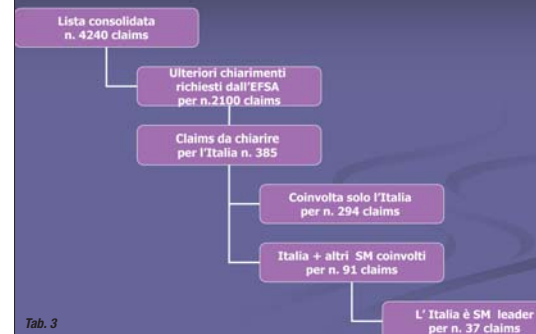 Lista consolidata
n. 4240 claims
Ulteriori chiarimenti
richiesti dall'EFSA
per n.2100 claims
Claims da chiarire
per l'Italia n. 385
Coinvolta solo l'Italia
per n. 294 claims
Italia + altri SM coinvolti
per n. 91 claims
L' Italia è SM leader
per n. 37 claims
Tab. 3